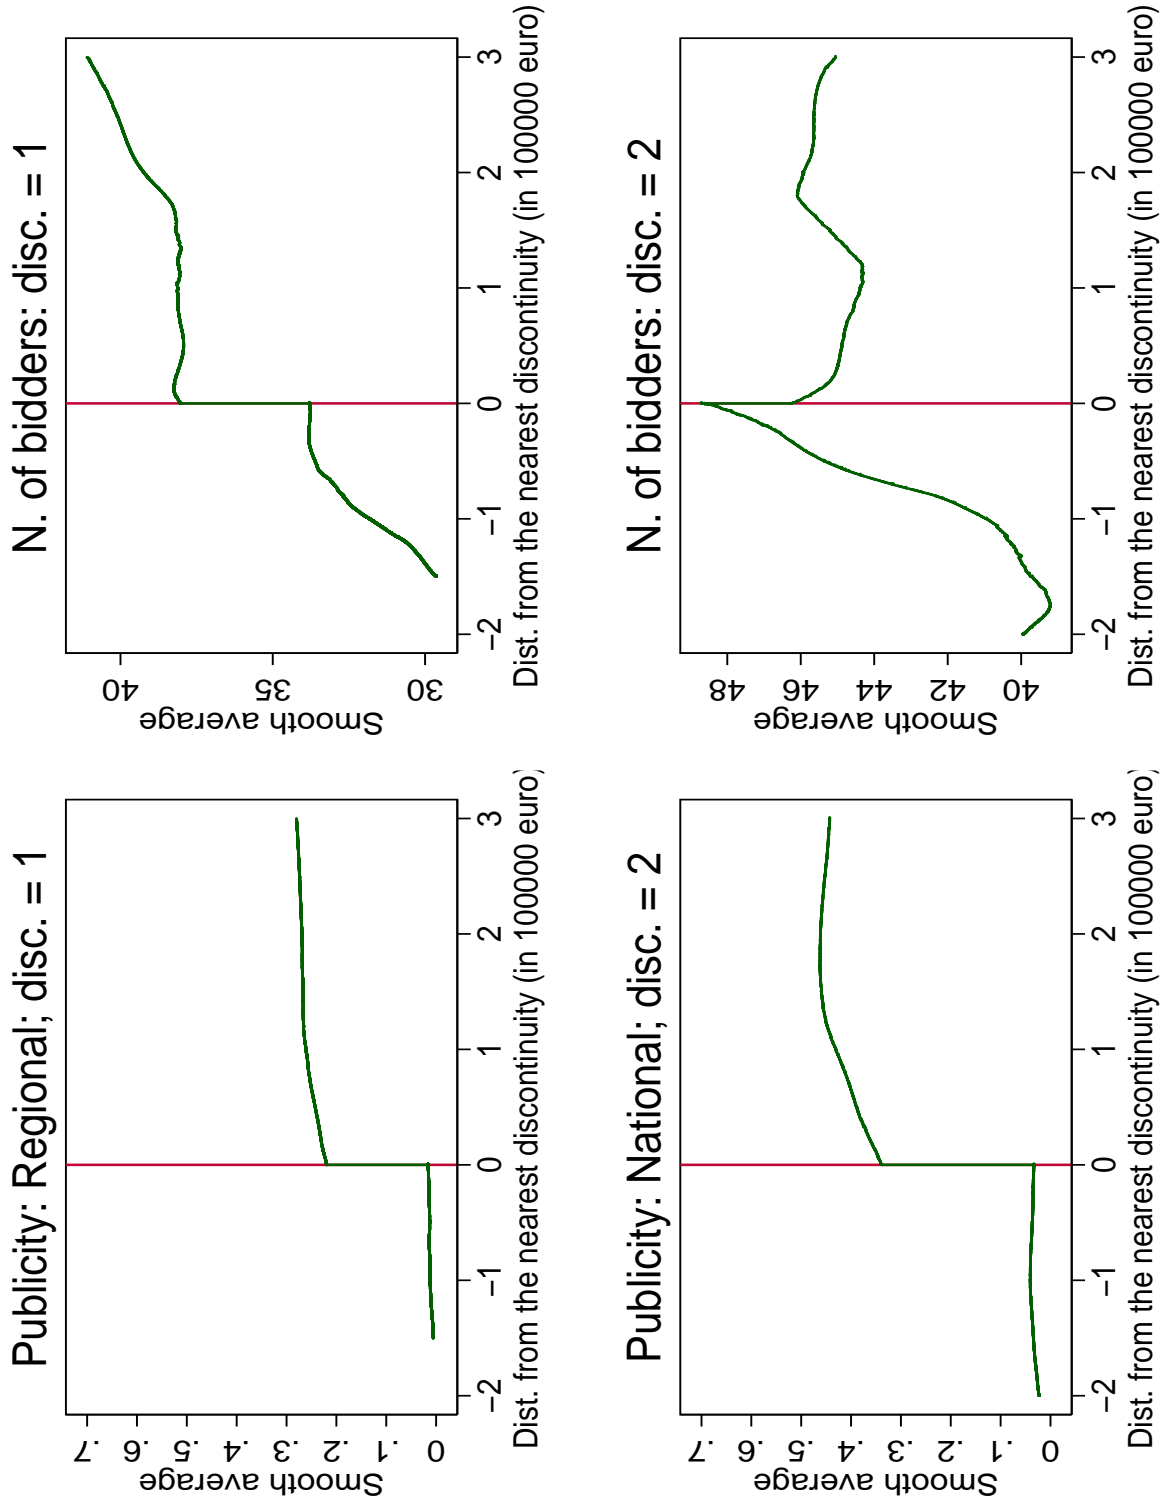 Publicity: Regional; disc. = 1
Smooth average
0 .1 .2 .3 .4 .5 .6 .7
−2 −1 0 1 2 3
Dist. from the nearest discontinuity (in 100000 euro)
N. of bidders: disc. = 1
Smooth average
30 35 40
−2 −1 0 1 2 3
Dist. from the nearest discontinuity (in 100000 euro)
Publicity: National; disc. = 2
Smooth average
0 .1 .2 .3 .4 .5 .6 .7
−2 −1 0 1 2 3
Dist. from the nearest discontinuity (in 100000 euro)
N. of bidders: disc. = 2
Smooth average
40 42 44 46 48
−2 −1 0 1 2 3
Dist. from the nearest discontinuity (in 100000 euro)